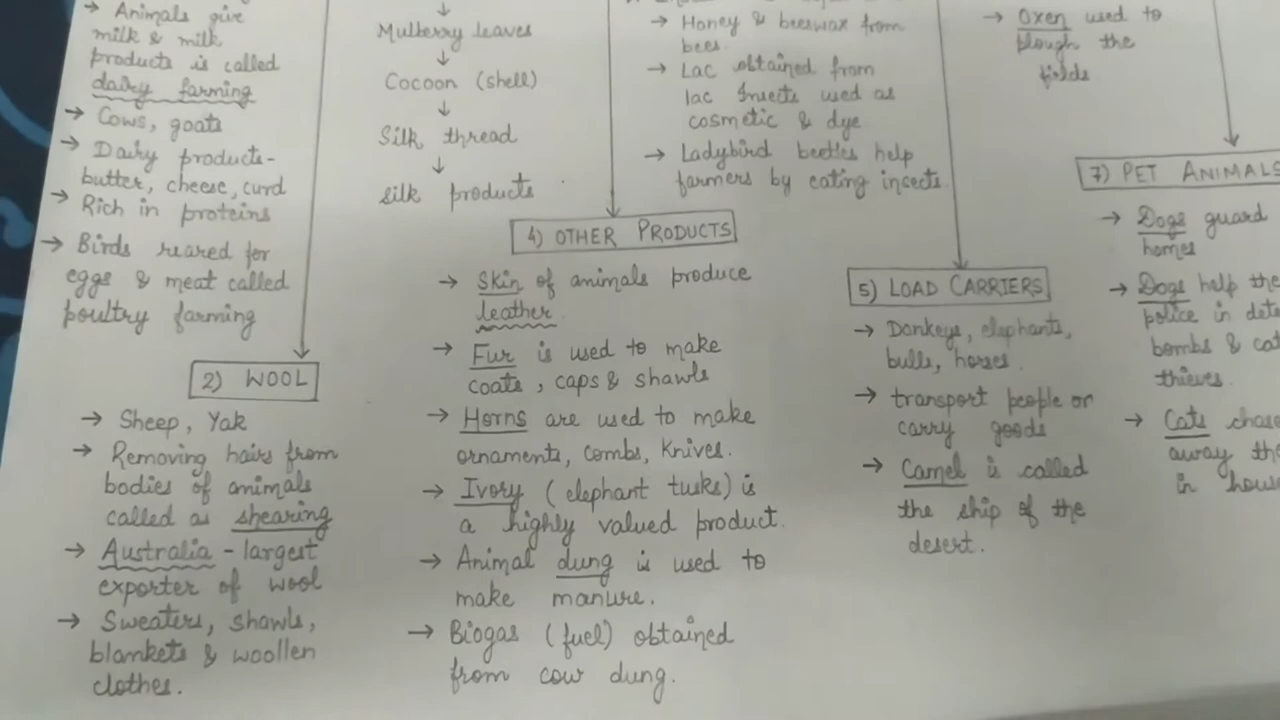 → Animals give
milk & milk
products is called
dairy farming
→ Cows, goats
→ Dairy products-
butter, cheese, curd
→ Rich in proteins
→ Birds reared for
eggs & meat called
poultry farming
2) WOOL
→ Sheep, Yak
→ Removing hairs from
bodies of animals
called as shearing
→ Australia - largest
exporter of wool
→ Sweaters, shawls,
blankets & woollen
clothes.
↓
Mulberry leaves
↓
Cocoon (shell)
↓
Silk thread
↓
silk products
→ Honey & beeswax from
bees.
→ Lac obtained from
lac Insects used as
cosmetic & dye
→ Ladybird beetles help
farmers by eating insects.
4) OTHER PRODUCTS
→ Skin of animals produce
leather
→ Fur is used to make
coats, caps & shawls
→ Horns are used to make
ornaments, combs, Knives.
→ Ivory (elephant tusks) is
a highly valued product.
→ Animal dung is used to
make manure.
→ Biogas (fuel) obtained
from cow dung.
→ Oxen used to
plough the
fields
5) LOAD CARRIERS
→ Donkeys, elephants,
bulls, horses.
→ transport people or
carry goods
→ Camel is called
the ship of the
desert.
7) PET ANIMALS
→ Dogs guard
homes
→ Dogs help the
police in dete
bombs & cat
thieves.
→ Cats chase
away the
in hous